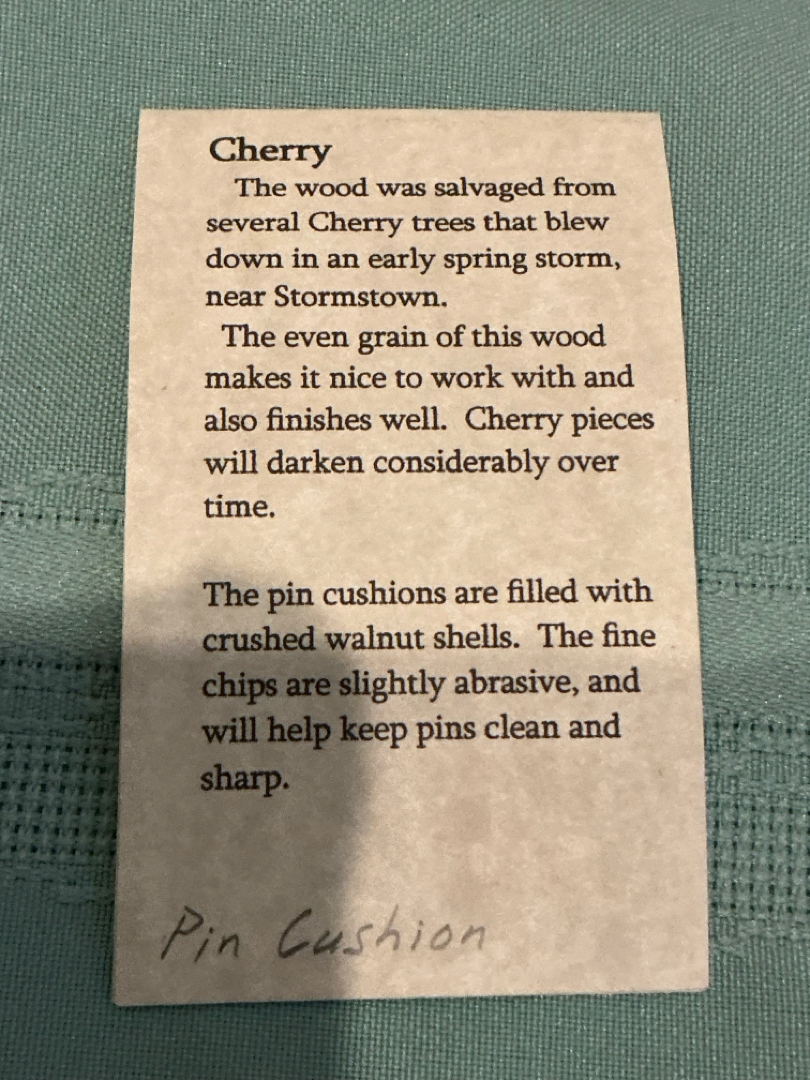 Cherry
The wood was salvaged from
several Cherry trees that blew
down in an early spring storm,
near Stormstown.
The even grain of this wood
makes it nice to work with and
also finishes well.  Cherry pieces
will darken considerably over
time.
The pin cushions are filled with
crushed walnut shells.  The fine
chips are slightly abrasive, and
will help keep pins clean and
sharp.
Pin Cushion